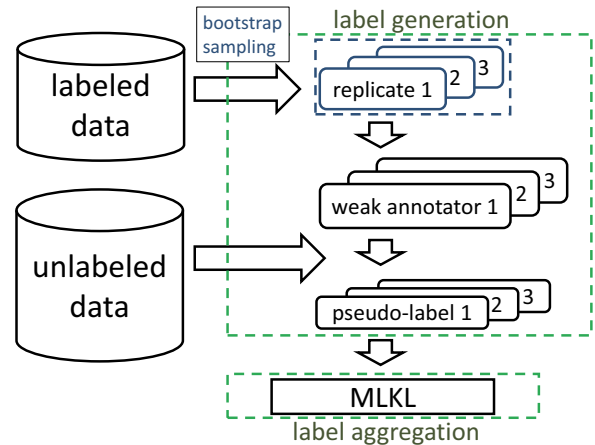 label generation
bootstrap
sampling
labeled
data
replicate 1
2
3
weak annotator 1
2
3
unlabeled
data
pseudo-label 1
2
3
MLKL
label aggregation